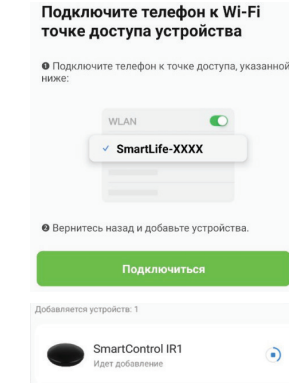 Подключите телефон к Wi-Fi
точке доступа устройства
❶ Подключите телефон к точке доступа, указанной
ниже:
WLAN
SmartLife-XXXX
❷ Вернитесь назад и добавьте устройства.
Подключиться
Добавляется устройств: 1
SmartControl IR1
Идет добавление